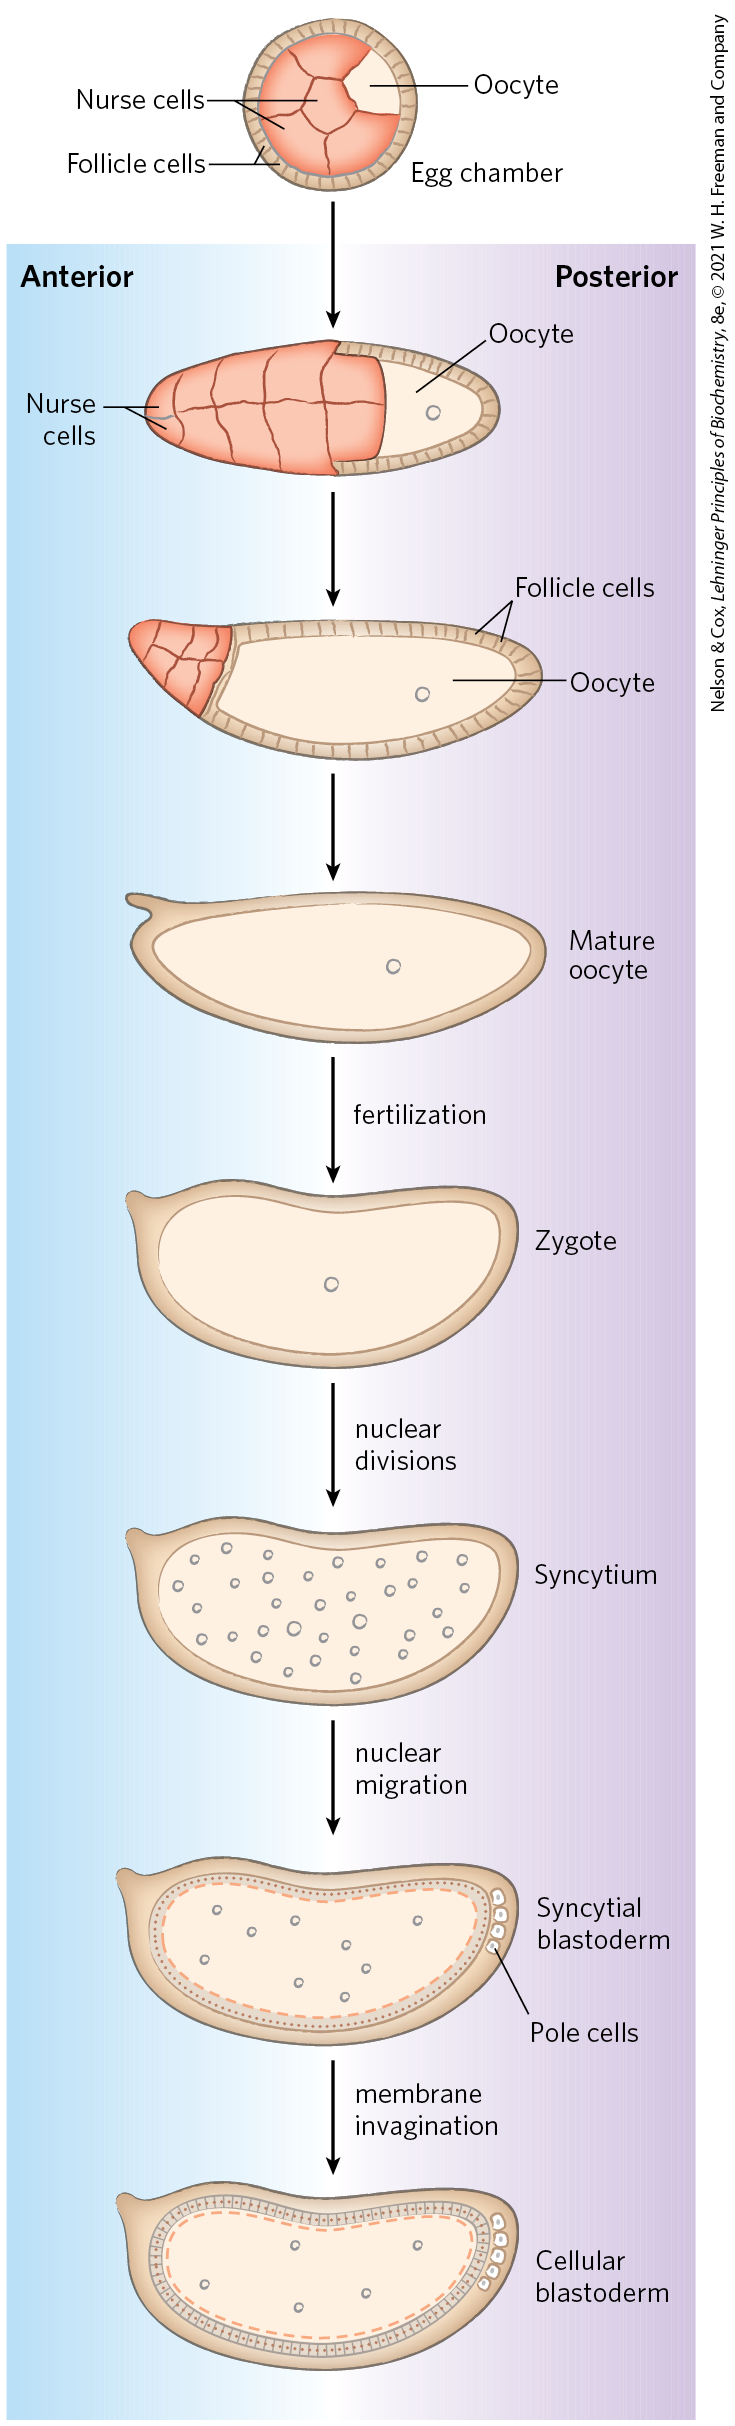 Oocyte
Nurse cells
Follicle cells
Egg chamber
Anterior
Posterior
Oocyte
Nurse
cells
Follicle cells
Oocyte
Mature
oocyte
fertilization
Zygote
nuclear
divisions
Syncytium
nuclear
migration
Syncytial
blastoderm
Pole cells
membrane
invagination
Cellular
blastoderm
Nelson & Cox, Lehninger Principles of Biochemistry, 8e, © 2021 W. H. Freeman and Company